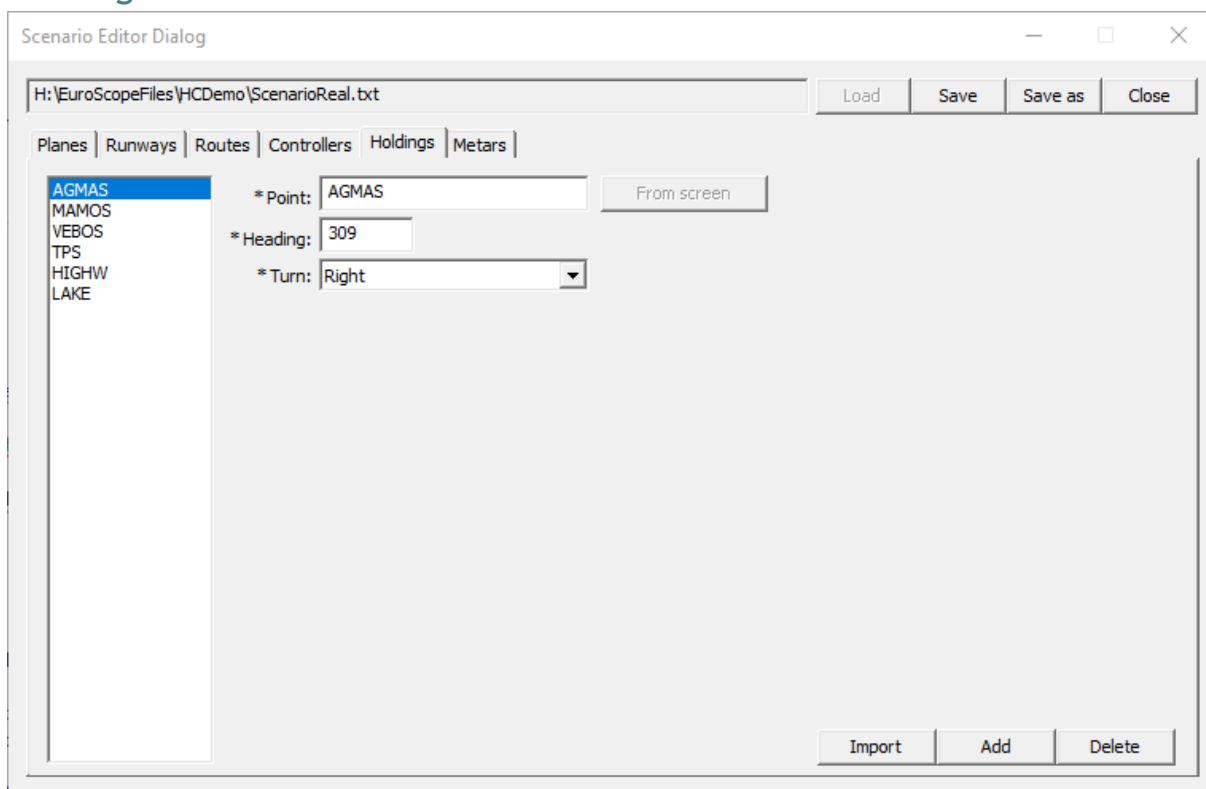 Scenario Editor Dialog
H:\EuroScopeFiles\HCDemo\ScenarioReal.txt Load Save Save as Close
Planes Runways Routes Controllers Holdings Metars
AGMAS
MAMOS
VEBOS
TPS
HIGHW
LAKE
* Point: AGMAS From screen
* Heading: 309
* Turn: Right
Import Add Delete